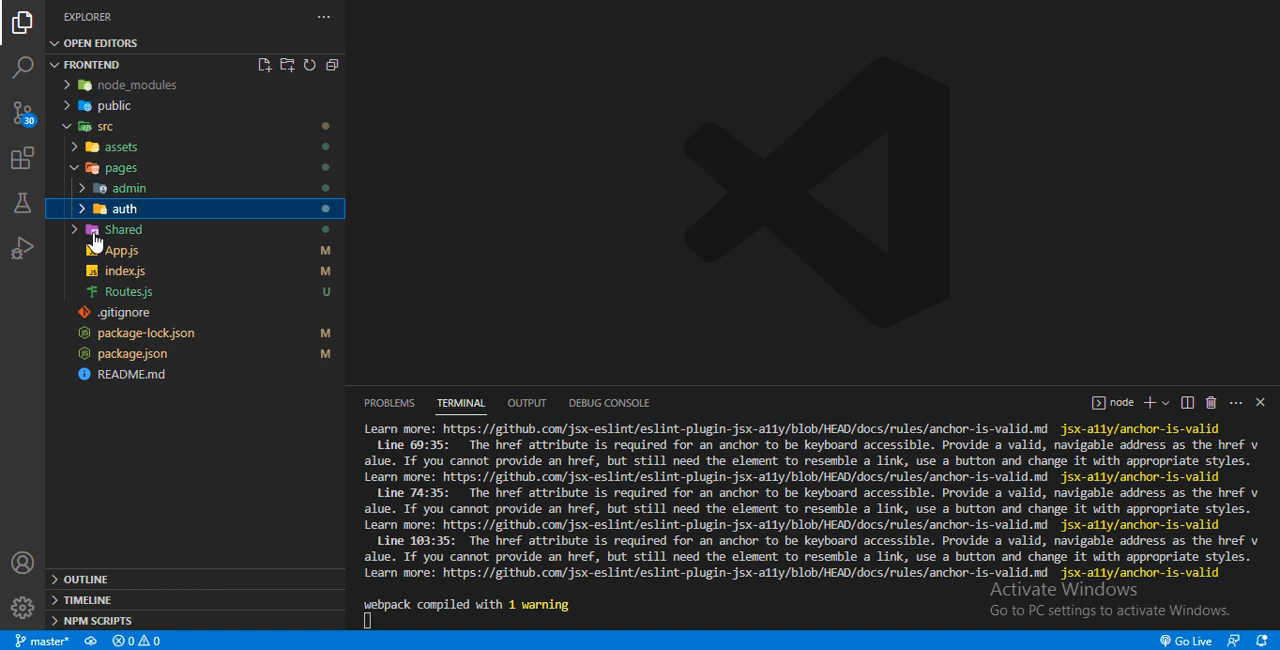 EXPLORER
OPEN EDITORS
FRONTEND
node_modules
public
src
assets
pages
admin
auth
Shared
App.js M
index.js M
Routes.js U
.gitignore
package-lock.json M
package.json M
README.md
OUTLINE
TIMELINE
NPM SCRIPTS
30
PROBLEMS TERMINAL OUTPUT DEBUG CONSOLE node
Learn more: https://github.com/jsx-eslint/eslint-plugin-jsx-a11y/blob/HEAD/docs/rules/anchor-is-valid.md jsx-a11y/anchor-is-valid
Line 69:35: The href attribute is required for an anchor to be keyboard accessible. Provide a valid, navigable address as the href v
alue. If you cannot provide an href, but still need the element to resemble a link, use a button and change it with appropriate styles.
Learn more: https://github.com/jsx-eslint/eslint-plugin-jsx-a11y/blob/HEAD/docs/rules/anchor-is-valid.md jsx-a11y/anchor-is-valid
Line 74:35: The href attribute is required for an anchor to be keyboard accessible. Provide a valid, navigable address as the href v
alue. If you cannot provide an href, but still need the element to resemble a link, use a button and change it with appropriate styles.
Learn more: https://github.com/jsx-eslint/eslint-plugin-jsx-a11y/blob/HEAD/docs/rules/anchor-is-valid.md jsx-a11y/anchor-is-valid
Line 103:35: The href attribute is required for an anchor to be keyboard accessible. Provide a valid, navigable address as the href v
alue. If you cannot provide an href, but still need the element to resemble a link, use a button and change it with appropriate styles.
Learn more: https://github.com/jsx-eslint/eslint-plugin-jsx-a11y/blob/HEAD/docs/rules/anchor-is-valid.md jsx-a11y/anchor-is-valid
webpack compiled with 1 warning
Activate Windows
Go to PC settings to activate Windows.
master* 0 0 Go Live